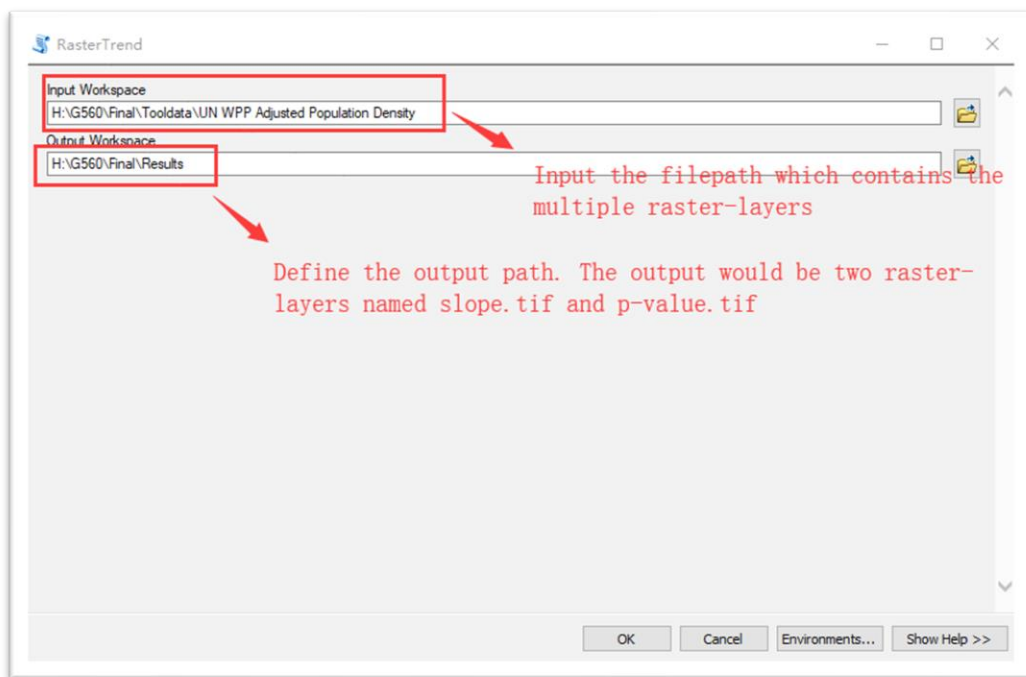 RasterTrend
Input Workspace
H:\G560\Final\Tooldata\UN WPP Adjusted Population Density
Output Workspace
H:\G560\Final\Results
Input the filepath which contains the
multiple raster-layers
Define the output path. The output would be two raster-
layers named slope.tif and p-value.tif
OK Cancel Environments... Show Help >>